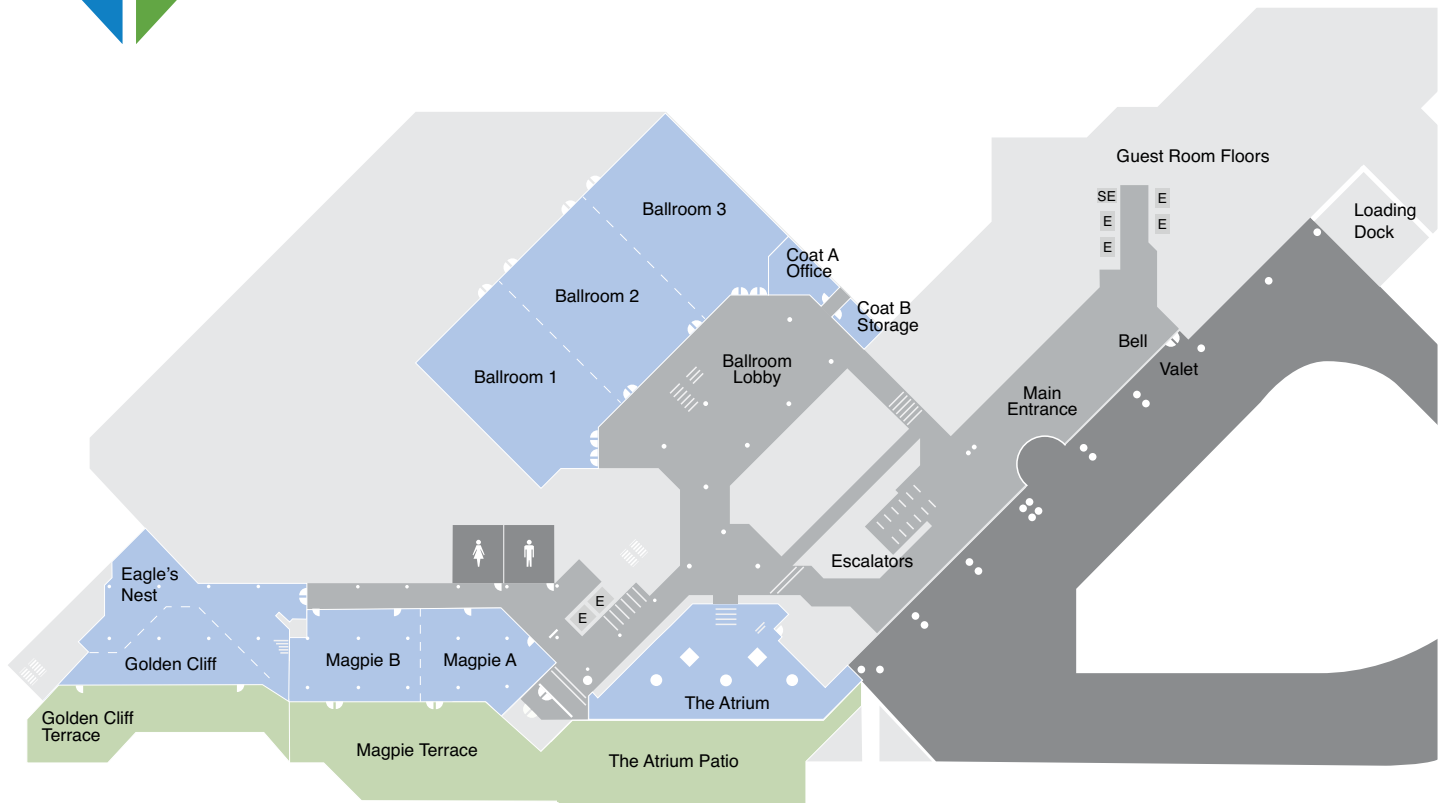 Guest Room Floors
SE
E
E
E
E
Loading
Dock
Ballroom 3
Coat A
Office
Ballroom 2
Coat B
Storage
Ballroom
Lobby
Ballroom 1
Bell
Valet
Main
Entrance
Escalators
Eagle's
Nest
E
E
Golden Cliff
Magpie B
Magpie A
The Atrium
Golden Cliff
Terrace
Magpie Terrace
The Atrium Patio